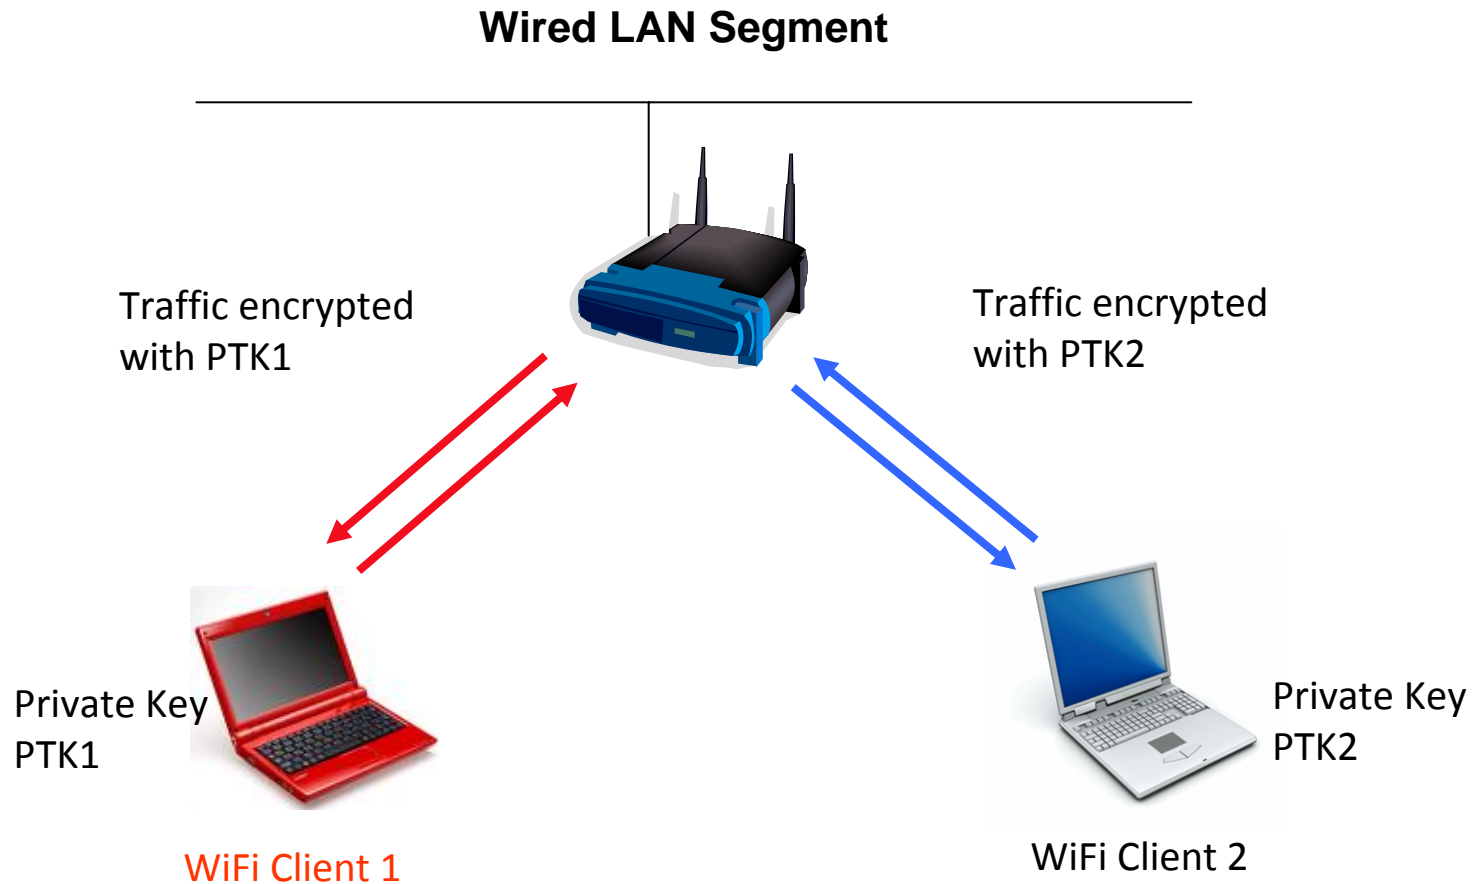 Wired LAN Segment
Traffic encrypted
with PTK1
Traffic encrypted
with PTK2
Private Key
PTK1
Private Key
PTK2
WiFi Client 1
WiFi Client 2